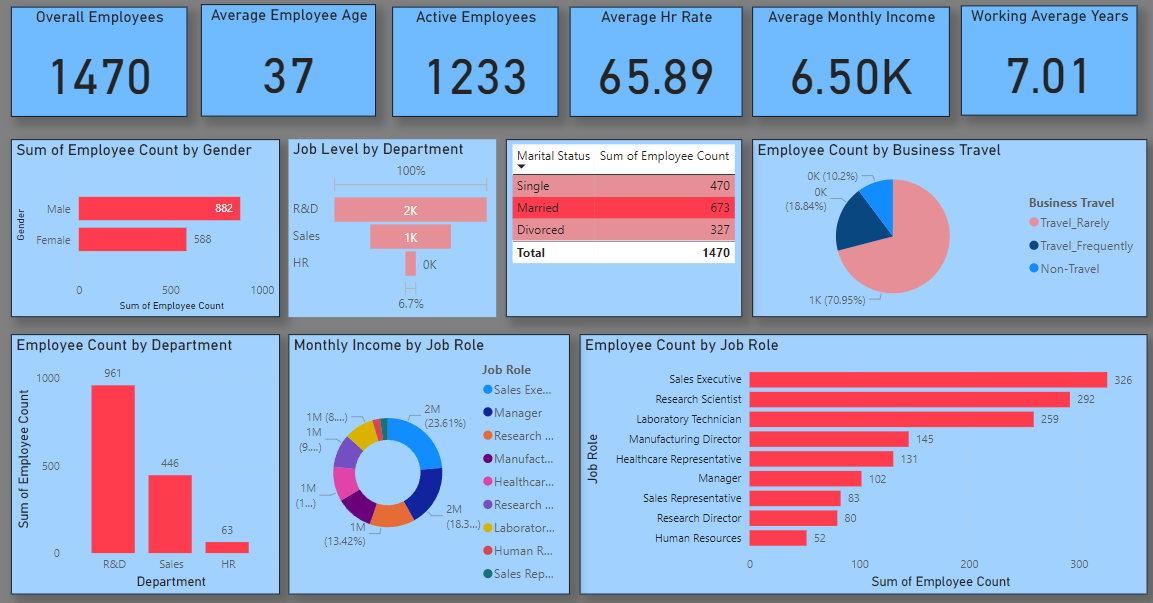 Overall Employees
1470
Average Employee Age
37
Active Employees
1233
Average Hr Rate
65.89
Average Monthly Income
6.50K
Working Average Years
7.01
Sum of Employee Count by Gender
Gender
Male
882
Female
588
0
500
1000
Sum of Employee Count
Job Level by Department
100%
R&D
2K
Sales
1K
HR
0K
6.7%
Marital Status Sum of Employee Count
Single 470
Married 673
Divorced 327
Total 1470
Employee Count by Business Travel
0K (10.2%)
0K
(18.84%)
1K (70.95%)
Business Travel
Travel_Rarely
Travel_Frequently
Non-Travel
Employee Count by Department
Sum of Employee Count
1000
500
0
961
446
63
R&D
Sales
HR
Department
Monthly Income by Job Role
2M
(23.61%)
2M
(18.3...)
1M
(13.42%)
1M
(1...)
1M
(9....)
1M (8....)
Job Role
Sales Exe...
Manager
Research ...
Manufact...
Healthcar...
Research ...
Laborator...
Human R...
Sales Rep...
Employee Count by Job Role
Job Role
Sales Executive 326
Research Scientist 292
Laboratory Technician 259
Manufacturing Director 145
Healthcare Representative 131
Manager 102
Sales Representative 83
Research Director 80
Human Resources 52
0
100
200
300
Sum of Employee Count